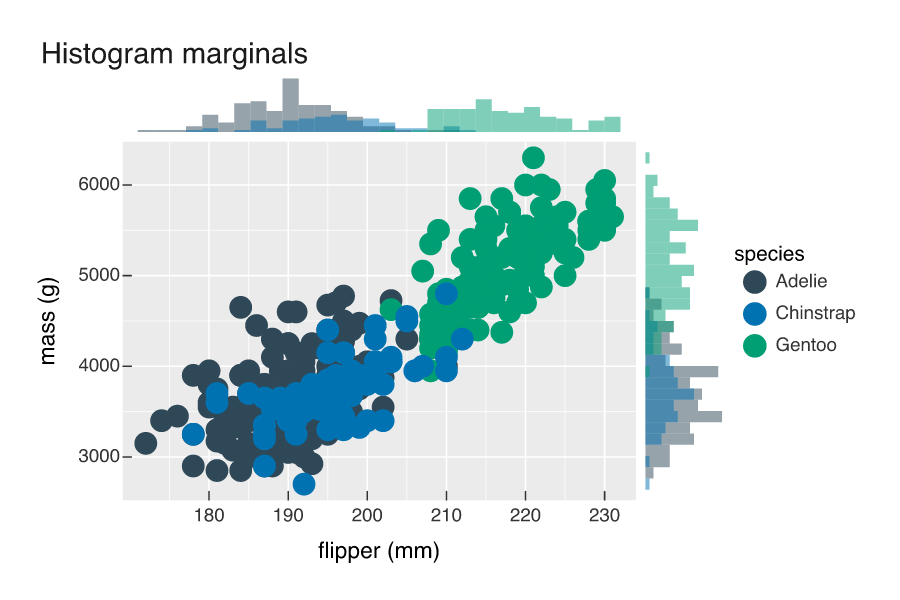 Histogram marginals
6000
5000
4000
3000
mass (g)
180 190 200 210 220 230
flipper (mm)
species
Adelie
Chinstrap
Gentoo